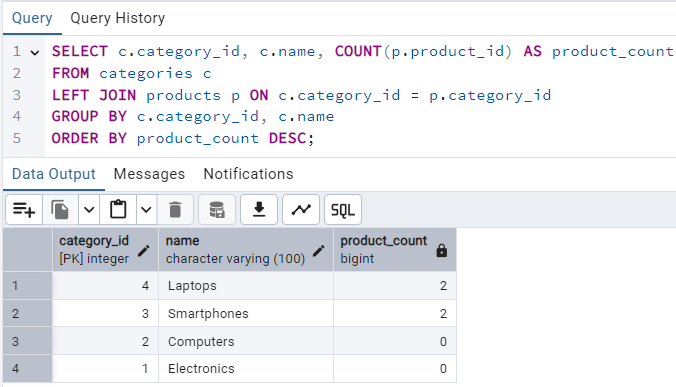 Query Query History
1 SELECT c.category_id, c.name, COUNT(p.product_id) AS product_count
2 FROM categories c
3 LEFT JOIN products p ON c.category_id = p.category_id
4 GROUP BY c.category_id, c.name
5 ORDER BY product_count DESC;
Data Output Messages Notifications
SQL
category_id name product_count
[PK] integer character varying (100) bigint
1 4 Laptops 2
2 3 Smartphones 2
3 2 Computers 0
4 1 Electronics 0